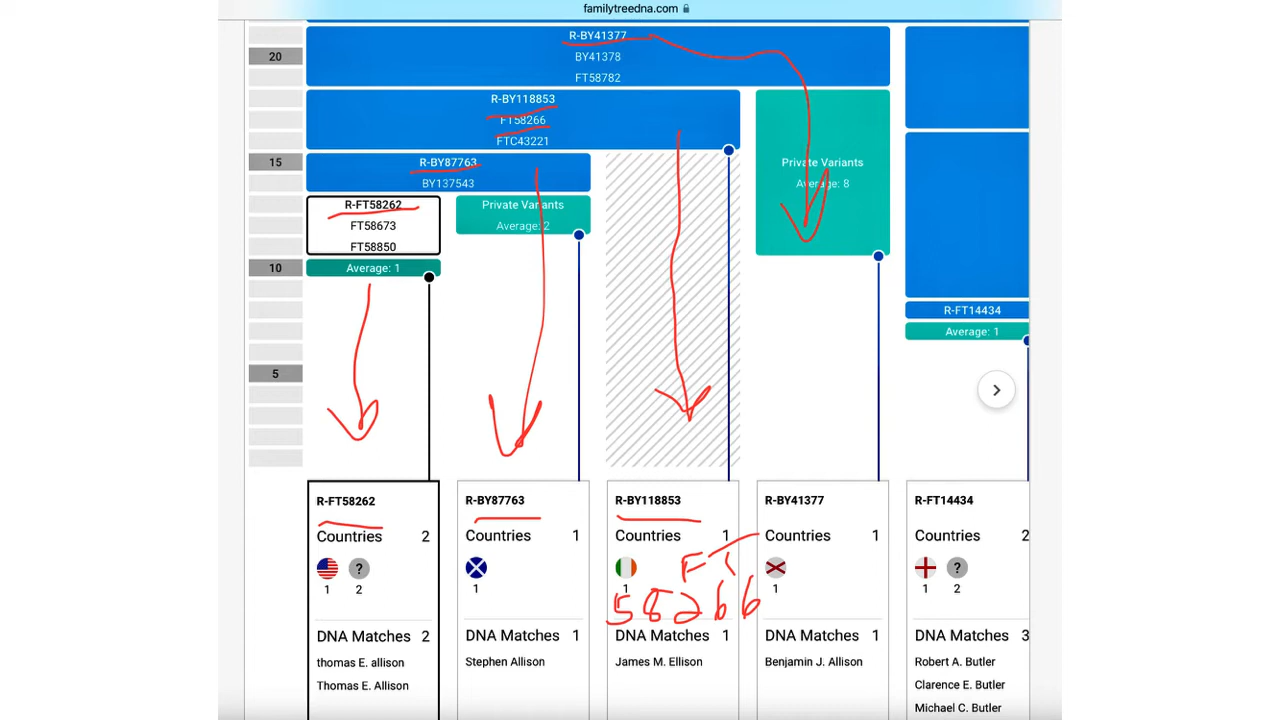 familytreedna.com
R-BY41377
20
BY41378
FT58782
R-BY118853
FT58266
FTC43221
15
R-BY87763
Private Variants
BY137543
Average: 8
R-FT58262
Private Variants
FT58673
Average: 2
FT58850
10
Average: 1
R-FT14434
Average: 1
5
R-FT58262
R-BY87763
R-BY118853
R-BY41377
R-FT14434
Countries 2
Countries 1
Countries 1
Countries 1
Countries 2
?
FT
?
1 2
1
1
1
1 2
58266
DNA Matches 2
DNA Matches 1
DNA Matches 1
DNA Matches 1
DNA Matches 3
thomas E. allison
Stephen Allison
James M. Ellison
Benjamin J. Allison
Robert A. Butler
Thomas E. Allison
Clarence E. Butler
Michael C. Butler